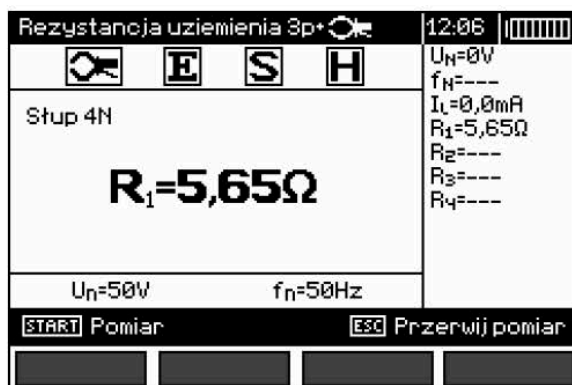 Rezystancja uziemienia 3p+
12:06
E S H
UN=0V
fN=---
IL=0,0mA
R1=5,65Ω
R2=---
R3=---
R4=---
Słup 4N
R1=5,65Ω
Un=50V fn=50Hz
START Pomiar ESC Przerwij pomiar